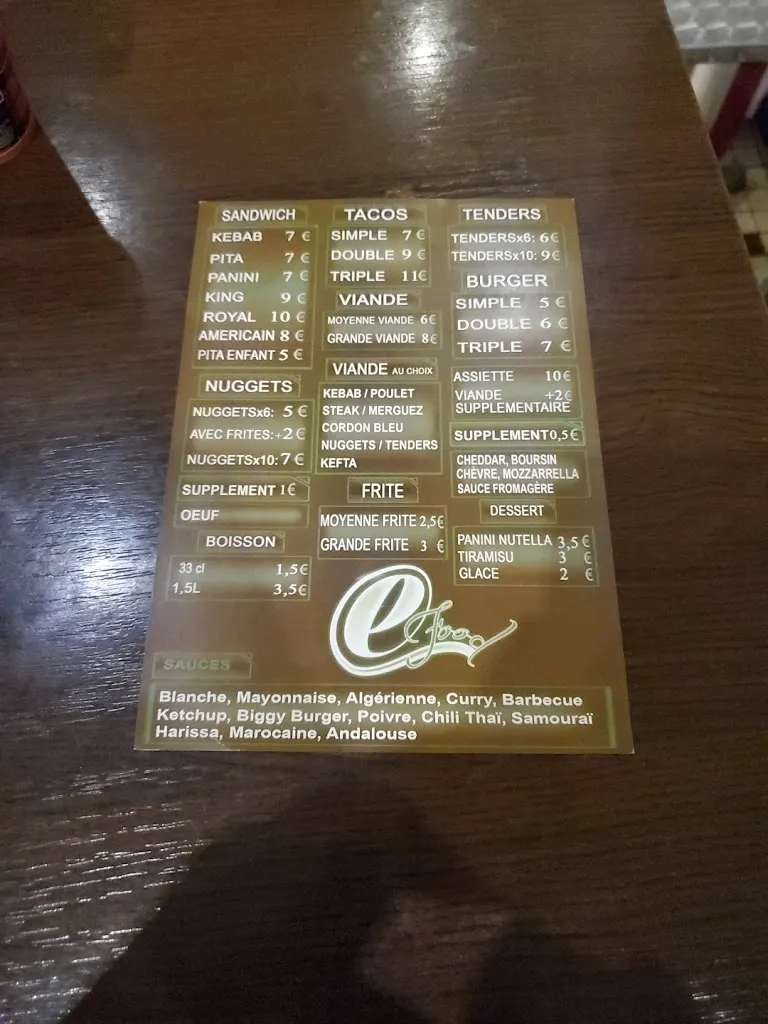 SANDWICH
KEBAB 7 €
PITA 7 €
PANINI 7 €
KING 9 €
ROYAL 10 €
AMERICAIN 8 €
PITA ENFANT 5 €
NUGGETS
NUGGETSx6: 5 €
AVEC FRITES:+2€
NUGGETSx10: 7€
SUPPLEMENT 1€
OEUF
BOISSON
33 cl 1,5€
1,5L 3,5€
TACOS
SIMPLE 7 €
DOUBLE 9 €
TRIPLE 11€
VIANDE
MOYENNE VIANDE 6€
GRANDE VIANDE 8€
VIANDE AU CHOIX
KEBAB / POULET
STEAK / MERGUEZ
CORDON BLEU
NUGGETS / TENDERS
KEFTA
FRITE
MOYENNE FRITE 2,5€
GRANDE FRITE 3 €
TENDERS
TENDERSx6: 6€
TENDERSx10: 9€
BURGER
SIMPLE 5 €
DOUBLE 6 €
TRIPLE 7 €
ASSIETTE 10€
VIANDE +2€
SUPPLEMENTAIRE
SUPPLEMENT 0,5€
CHEDDAR, BOURSIN
CHÈVRE, MOZZARRELLA
SAUCE FROMAGÈRE
DESSERT
PANINI NUTELLA 3,5€
TIRAMISU 3 €
GLACE 2 €
e food
SAUCES
Blanche, Mayonnaise, Algérienne, Curry, Barbecue
Ketchup, Biggy Burger, Poivre, Chili Thaï, Samouraï
Harissa, Marocaine, Andalouse